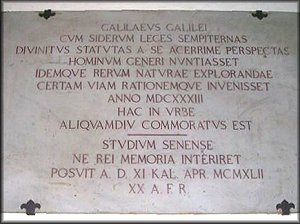 GALILAEVS GALILEI
CVM SIDERVM LEGES SEMPITERNAS
DIVINITVS STATVTAS A SE ACERRIME PERSPECTAS
HOMINVM GENERI NVNTIASSET
IDEMQVE RERVM NATVRAE EXPLORANDAE
CERTAM VIAM RATIONEMQVE INVENISSET
ANNO MDCXXXIII
HAC IN VRBE
ALIQVAMDIV COMMORATVS EST
STVDIVM SENENSE
NE REI MEMORIA INTERIRET
POSVIT A. D. XI KAL. APR. MCMXLII
XX A. F. R.